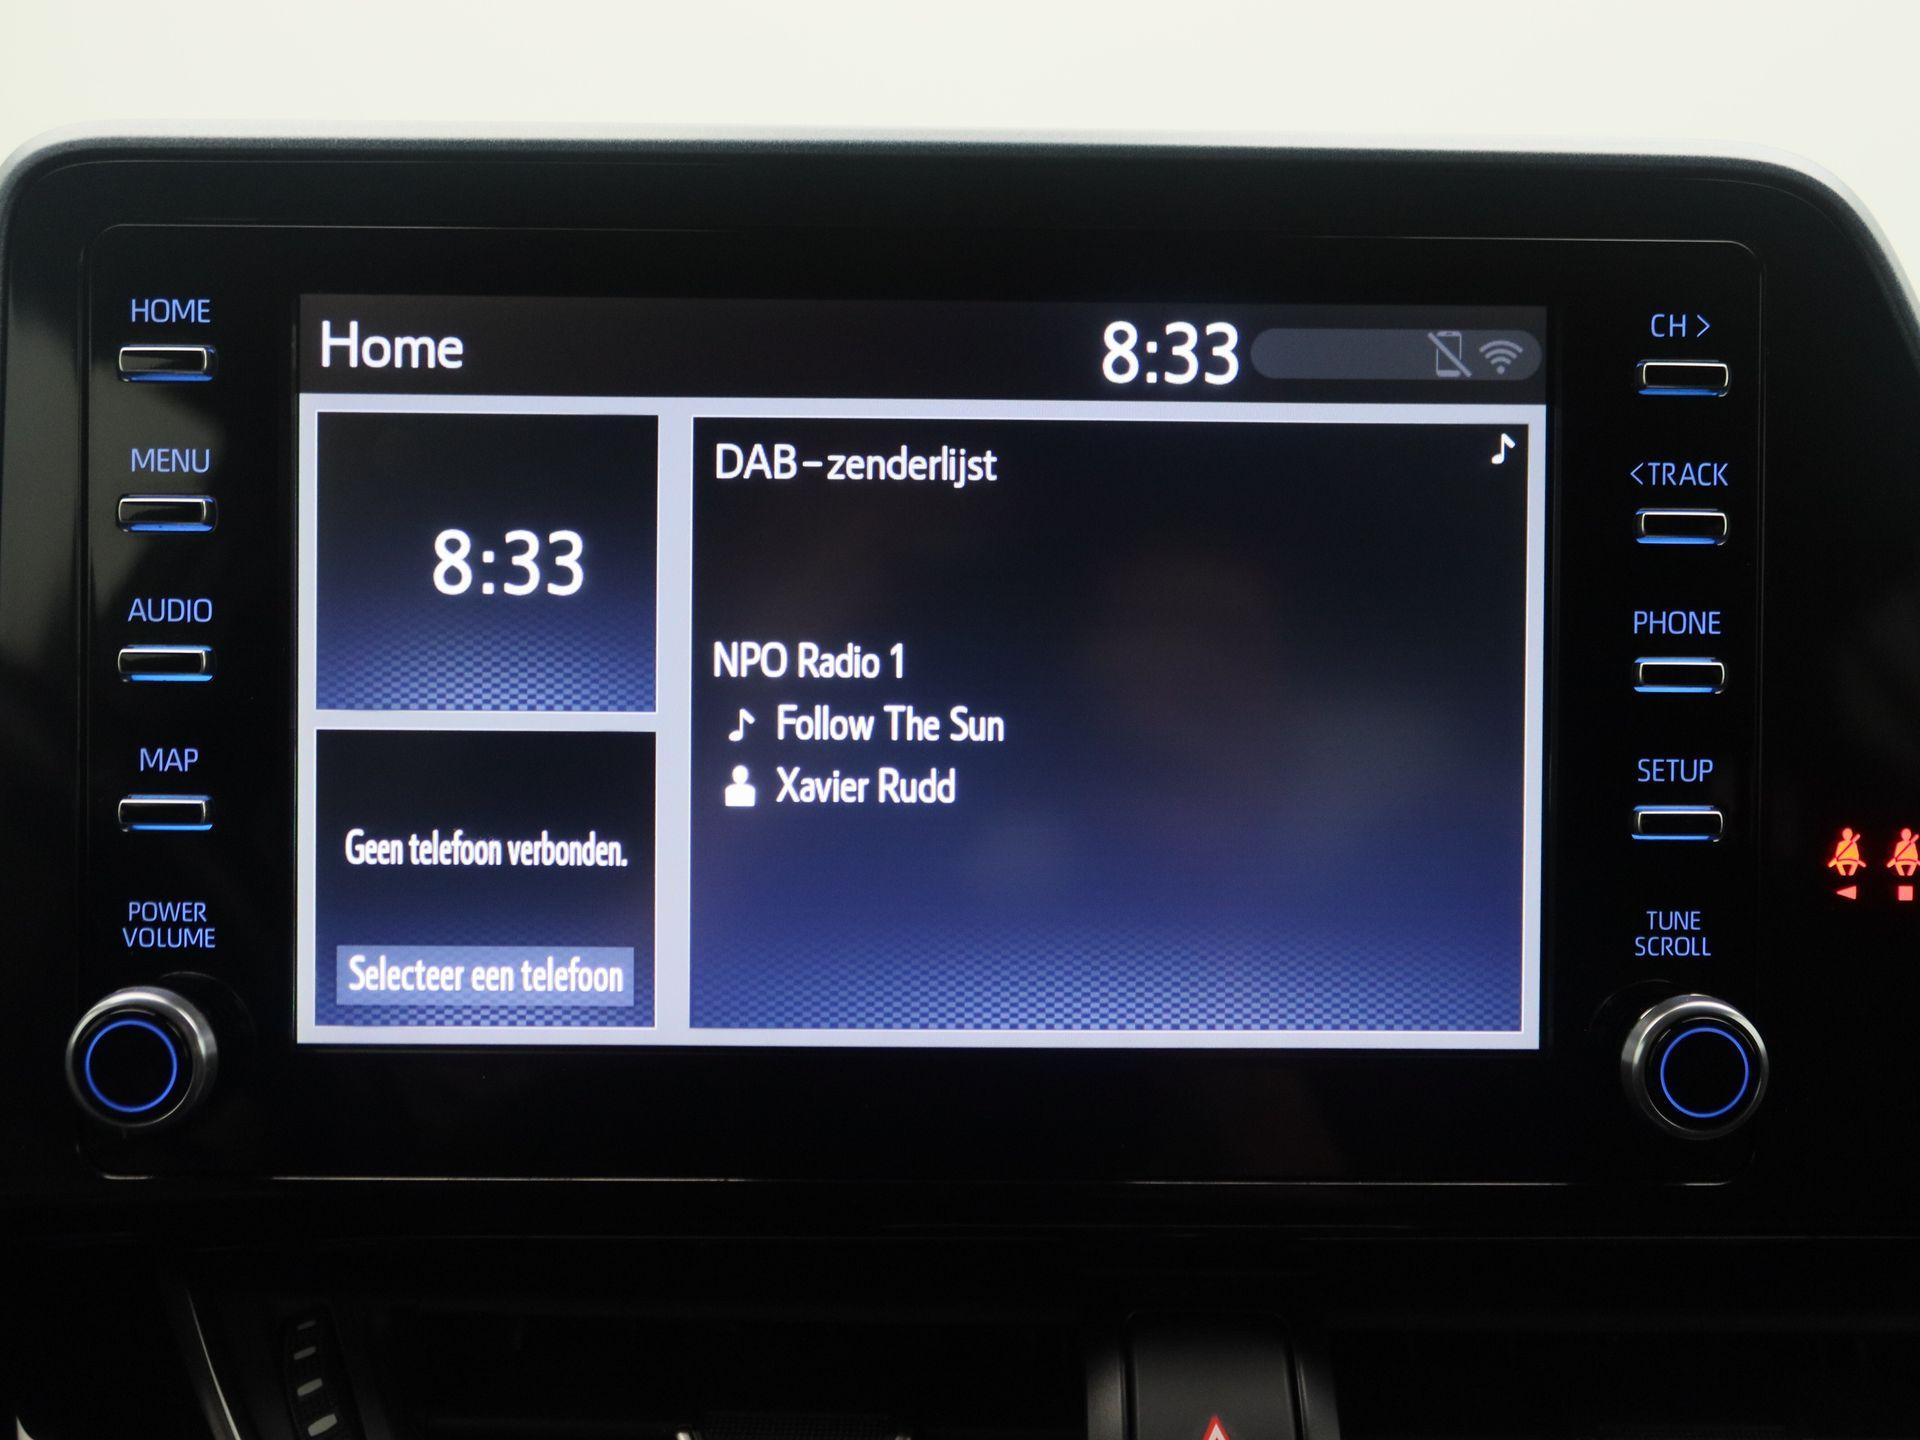 HOME
MENU
AUDIO
MAP
POWER
VOLUME
Home
8:33
8:33
Geen telefoon verbonden.
Selecteer een telefoon
DAB-zenderlijst
NPO Radio 1
Follow The Sun
Xavier Rudd
CH >
< TRACK
PHONE
SETUP
TUNE
SCROLL